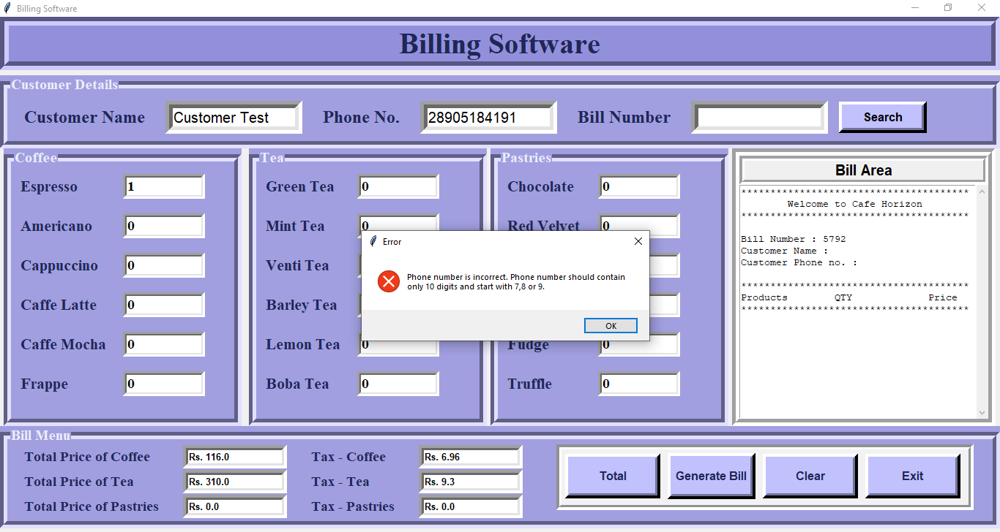 Billing Software
Billing Software
Customer Details
Customer Name Customer Test Phone No. 28905184191 Bill Number Search
Coffee
Espresso 1
Americano 0
Cappuccino 0
Caffe Latte 0
Caffe Mocha 0
Frappe 0
Tea
Green Tea 0
Mint Tea 0
Venti Tea
Barley Tea
Lemon Tea 0
Boba Tea 0
Pastries
Chocolate 0
Red Velvet 0
0
0
Fudge 0
Truffle 0
Error
Phone number is incorrect. Phone number should contain
only 10 digits and start with 7,8 or 9.
OK
Bill Area
***************************************
Welcome to Cafe Horizon
***************************************
Bill Number : 5792
Customer Name :
Customer Phone no. :
***************************************
Products QTY Price
***************************************
Bill Menu
Total Price of Coffee Rs. 116.0 Tax - Coffee Rs. 6.96
Total Price of Tea Rs. 310.0 Tax - Tea Rs. 9.3
Total Price of Pastries Rs. 0.0 Tax - Pastries Rs. 0.0
Total Generate Bill Clear Exit